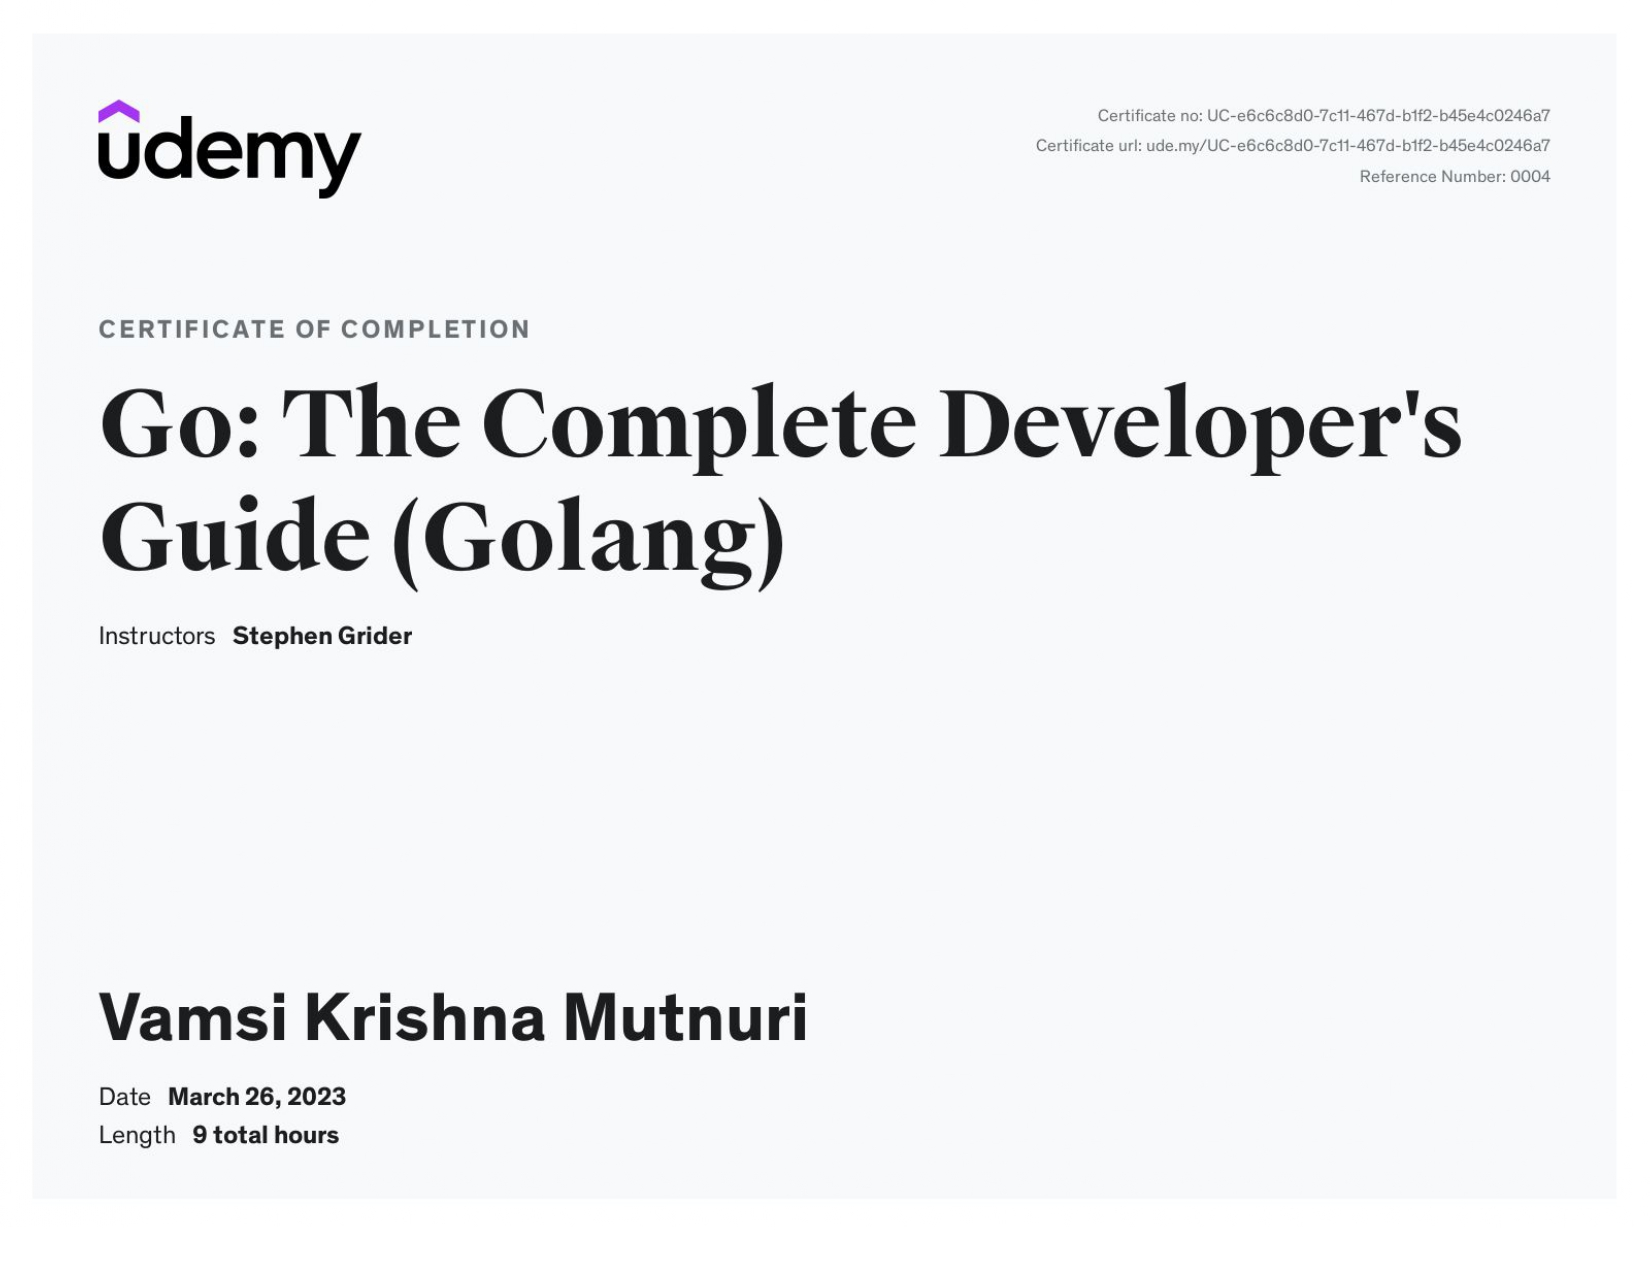 udemy
Certificate no: UC-e6c6c8d0-7c11-467d-b1f2-b45e4c0246a7
Certificate url: ude.my/UC-e6c6c8d0-7c11-467d-b1f2-b45e4c0246a7
Reference Number: 0004
CERTIFICATE OF COMPLETION
Go: The Complete Developer's
Guide (Golang)
Instructors Stephen Grider
Vamsi Krishna Mutnuri
Date March 26, 2023
Length 9 total hours